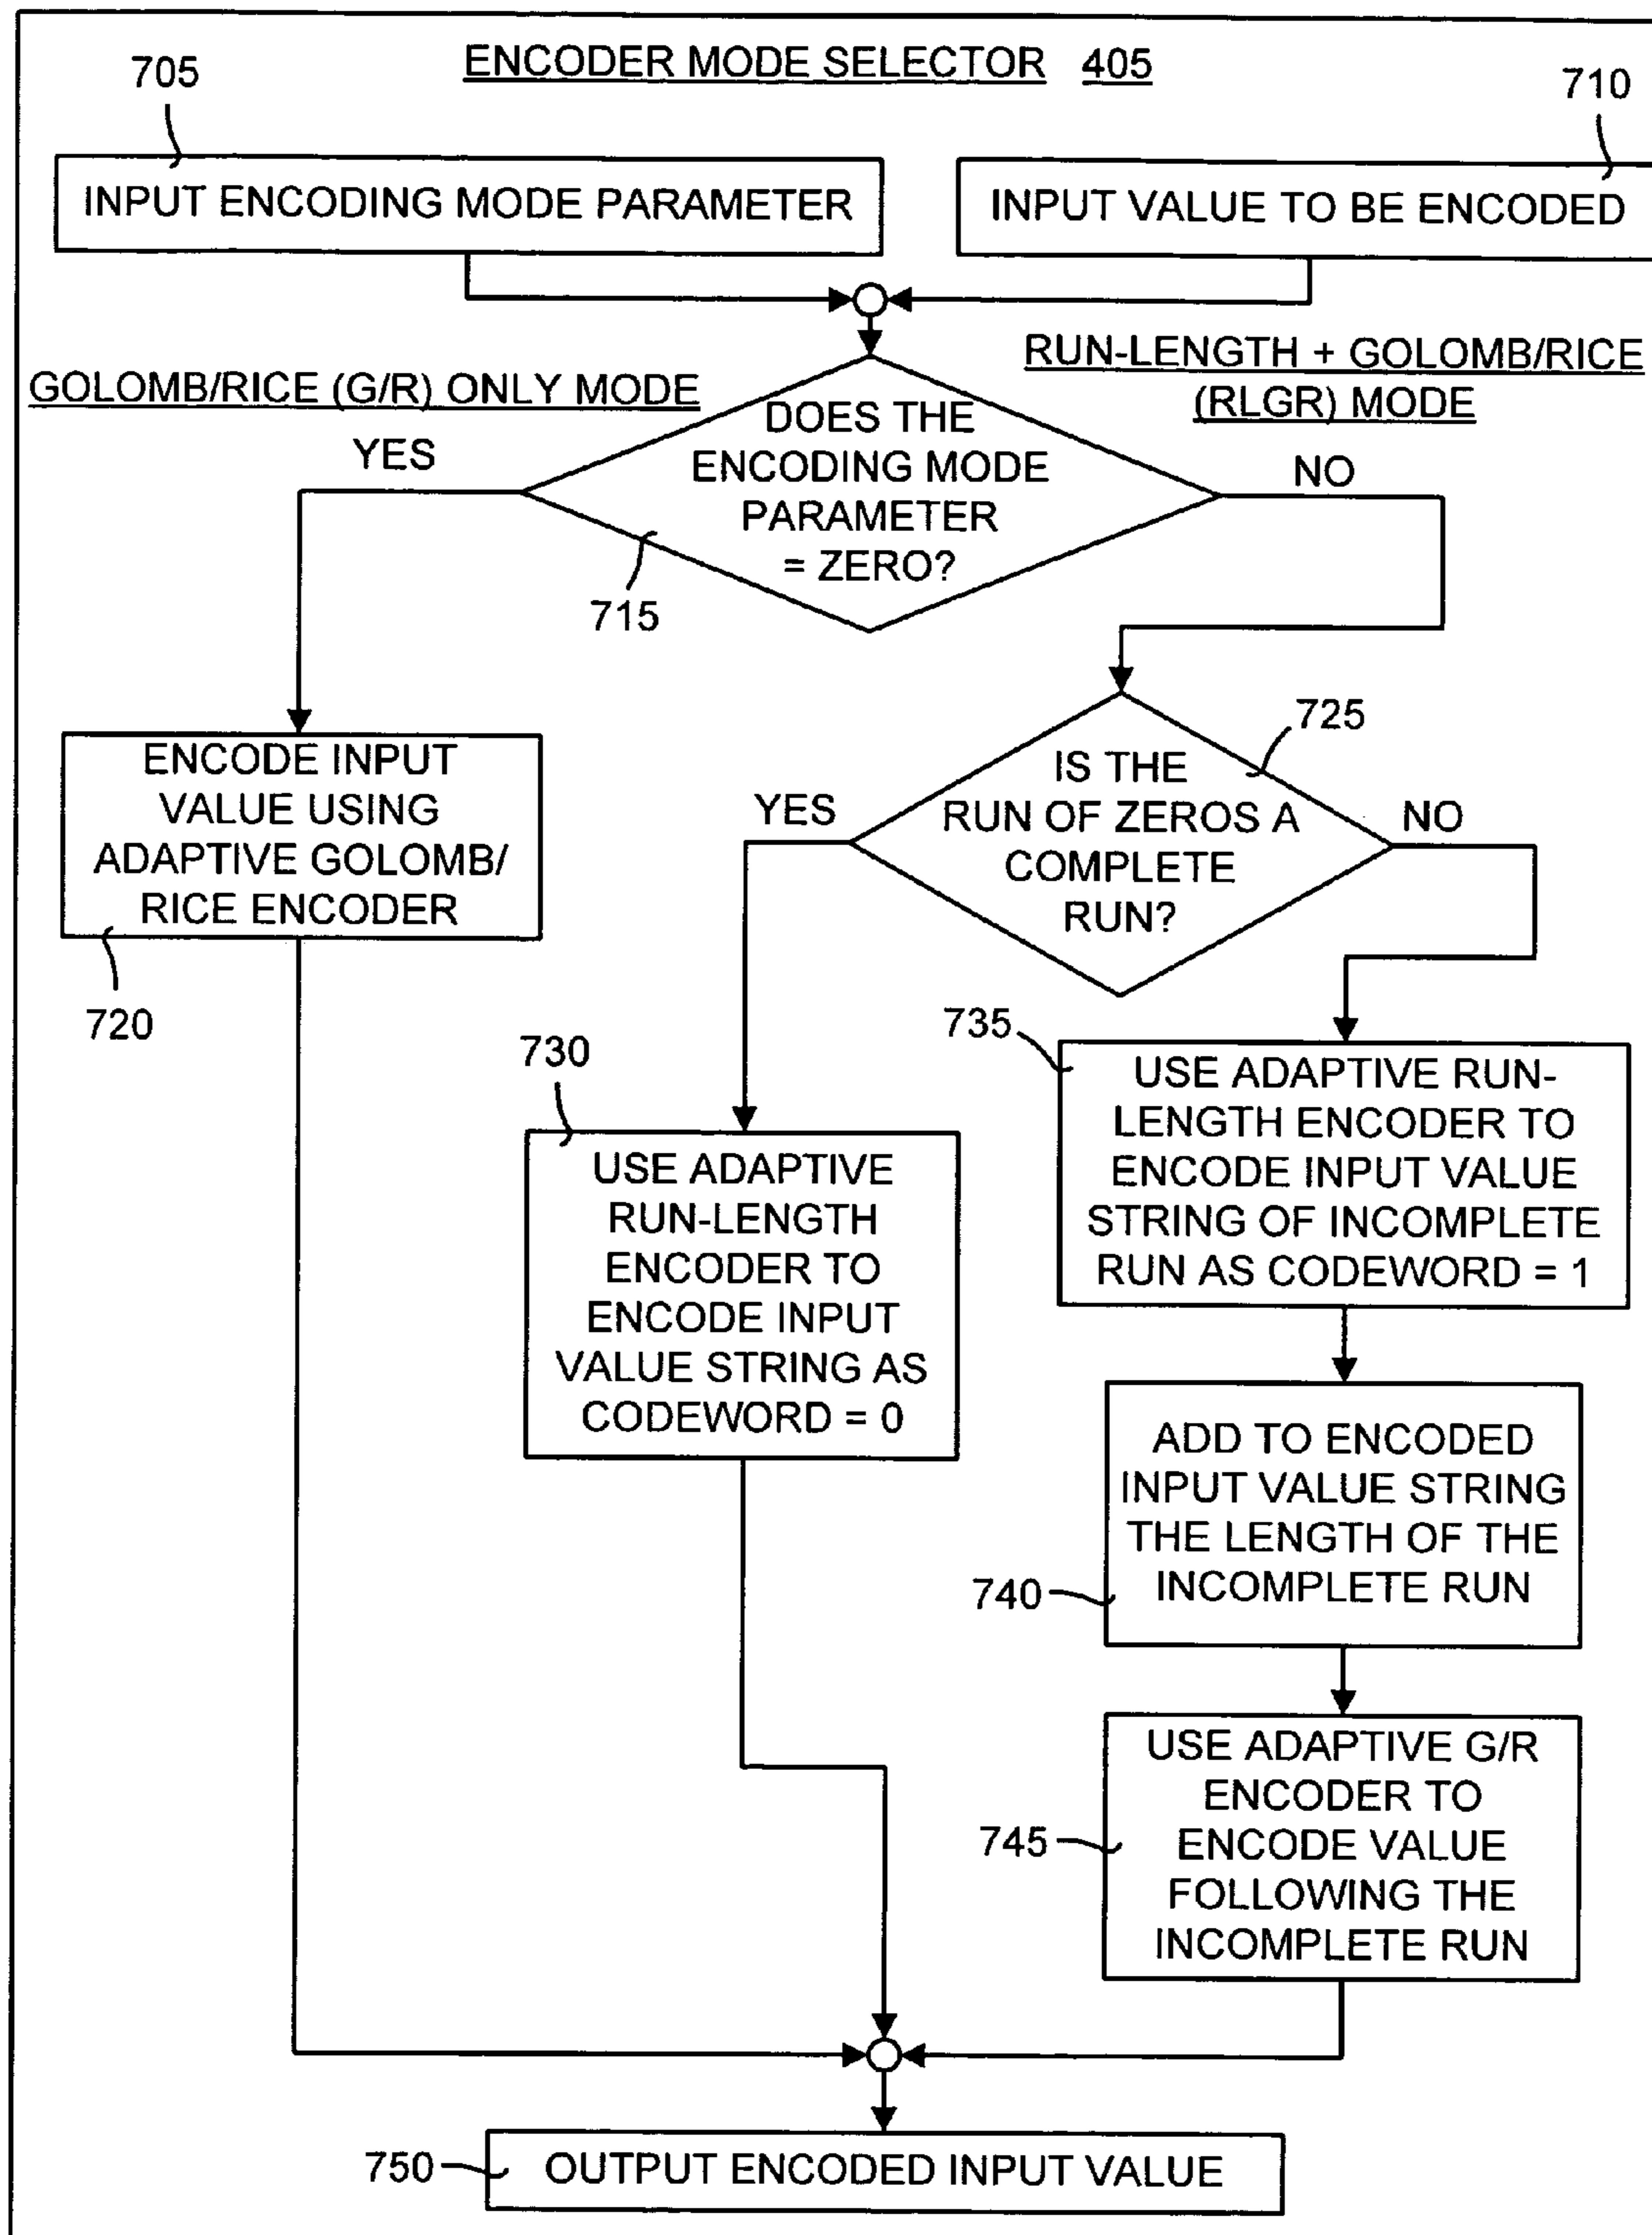 ENCODER MODE SELECTOR 405
705
710
INPUT ENCODING MODE PARAMETER
INPUT VALUE TO BE ENCODED
GOLOMB/RICE (G/R) ONLY MODE
RUN-LENGTH + GOLOMB/RICE
(RLGR) MODE
DOES THE
ENCODING MODE
PARAMETER
= ZERO?
YES
NO
715
ENCODE INPUT
VALUE USING
ADAPTIVE GOLOMB/
RICE ENCODER
720
725
IS THE
RUN OF ZEROS A
COMPLETE
RUN?
YES
NO
730
USE ADAPTIVE
RUN-LENGTH
ENCODER TO
ENCODE INPUT
VALUE STRING AS
CODEWORD = 0
735
USE ADAPTIVE RUN-
LENGTH ENCODER TO
ENCODE INPUT VALUE
STRING OF INCOMPLETE
RUN AS CODEWORD = 1
ADD TO ENCODED
INPUT VALUE STRING
THE LENGTH OF THE
INCOMPLETE RUN
740
USE ADAPTIVE G/R
ENCODER TO
ENCODE VALUE
FOLLOWING THE
INCOMPLETE RUN
745
750
OUTPUT ENCODED INPUT VALUE